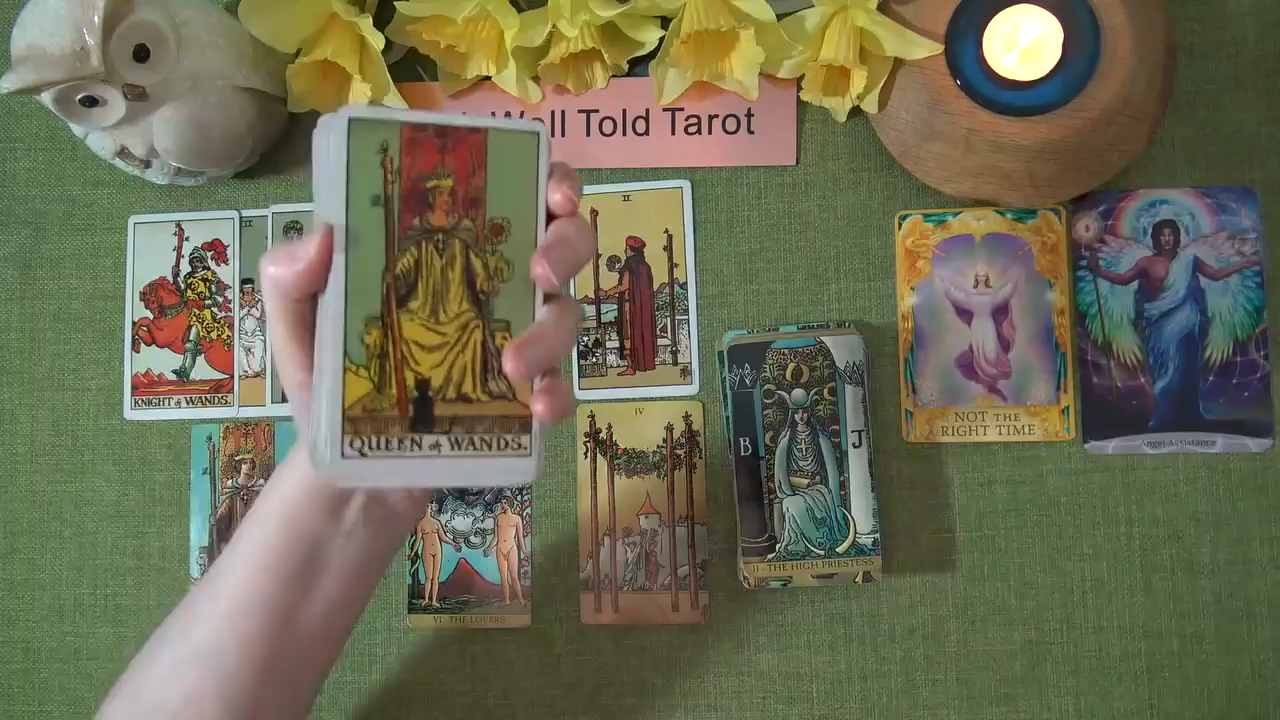 Well Told Tarot
II
KNIGHT of WANDS.
QUEEN of WANDS.
IV
B
J
II - THE HIGH PRIESTESS
VI THE LOVERS
NOT THE
RIGHT TIME
Angel Assistance